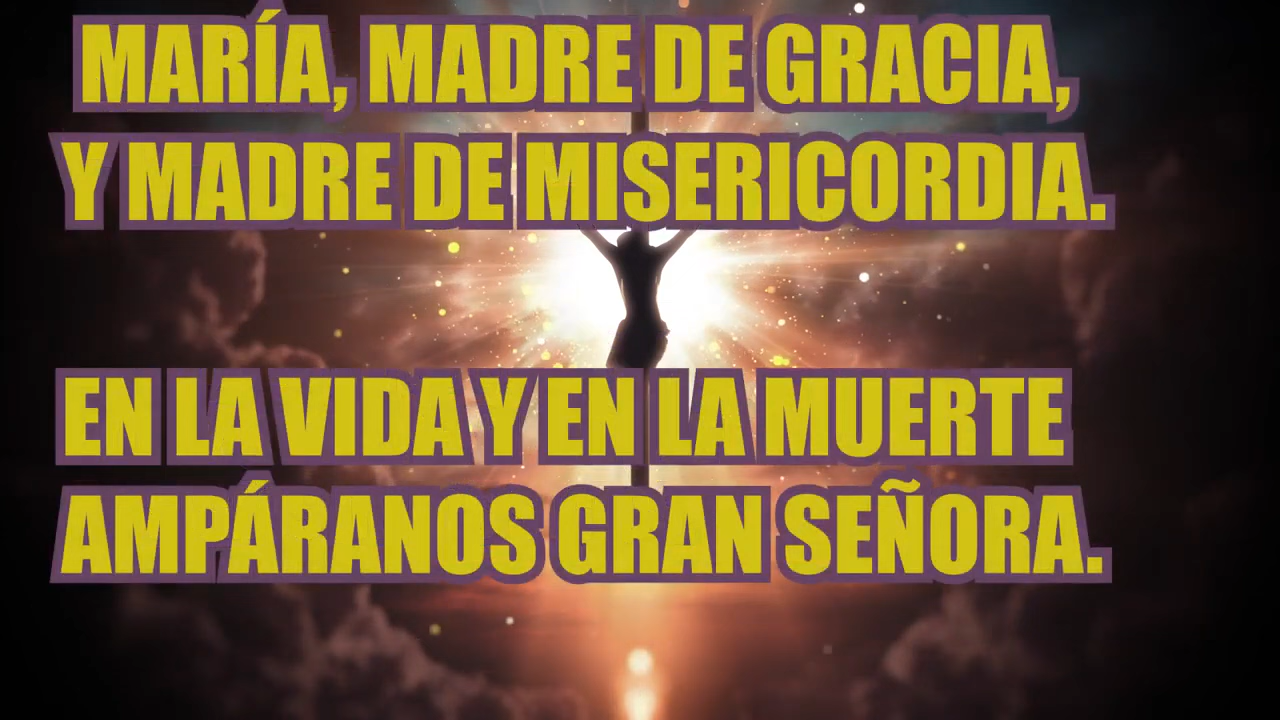 MARÍA, MADRE DE GRACIA,
Y MADRE DE MISERICORDIA.
EN LA VIDA Y EN LA MUERTE
AMPÁRANOS GRAN SEÑORA.